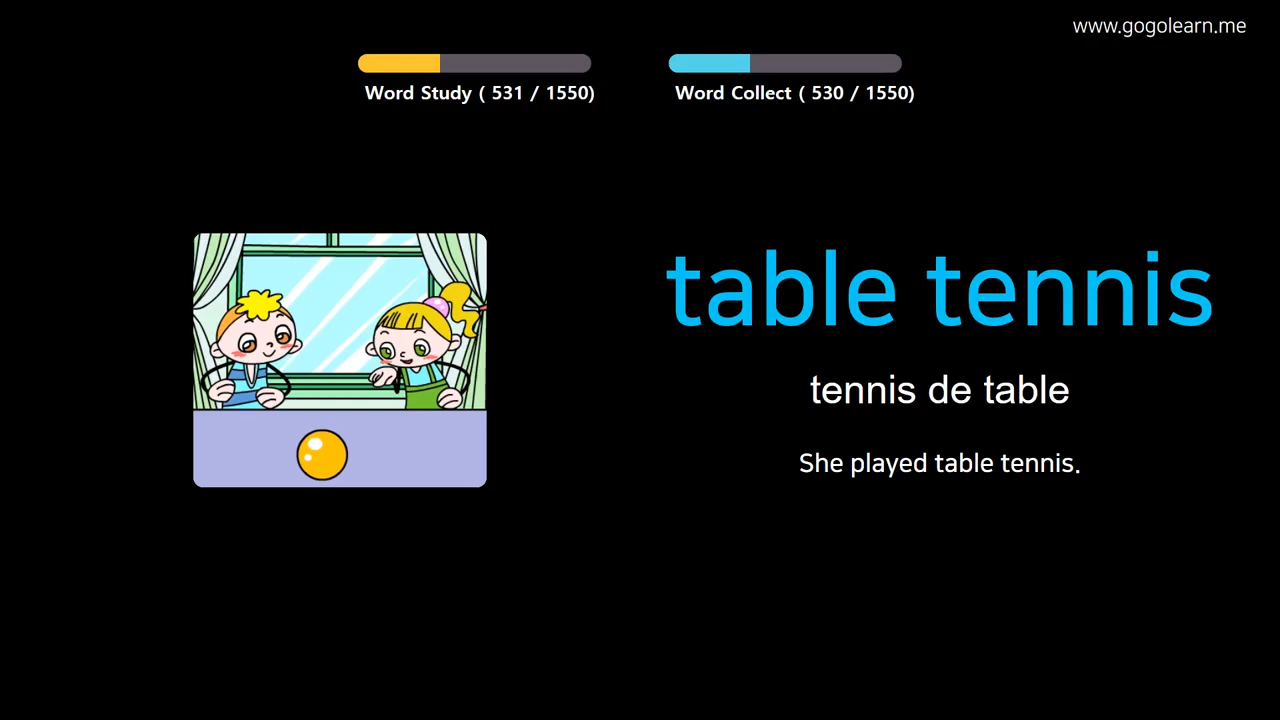 www.gogolearn.me
Word Study ( 531 / 1550)
Word Collect ( 530 / 1550)
table tennis
tennis de table
She played table tennis.